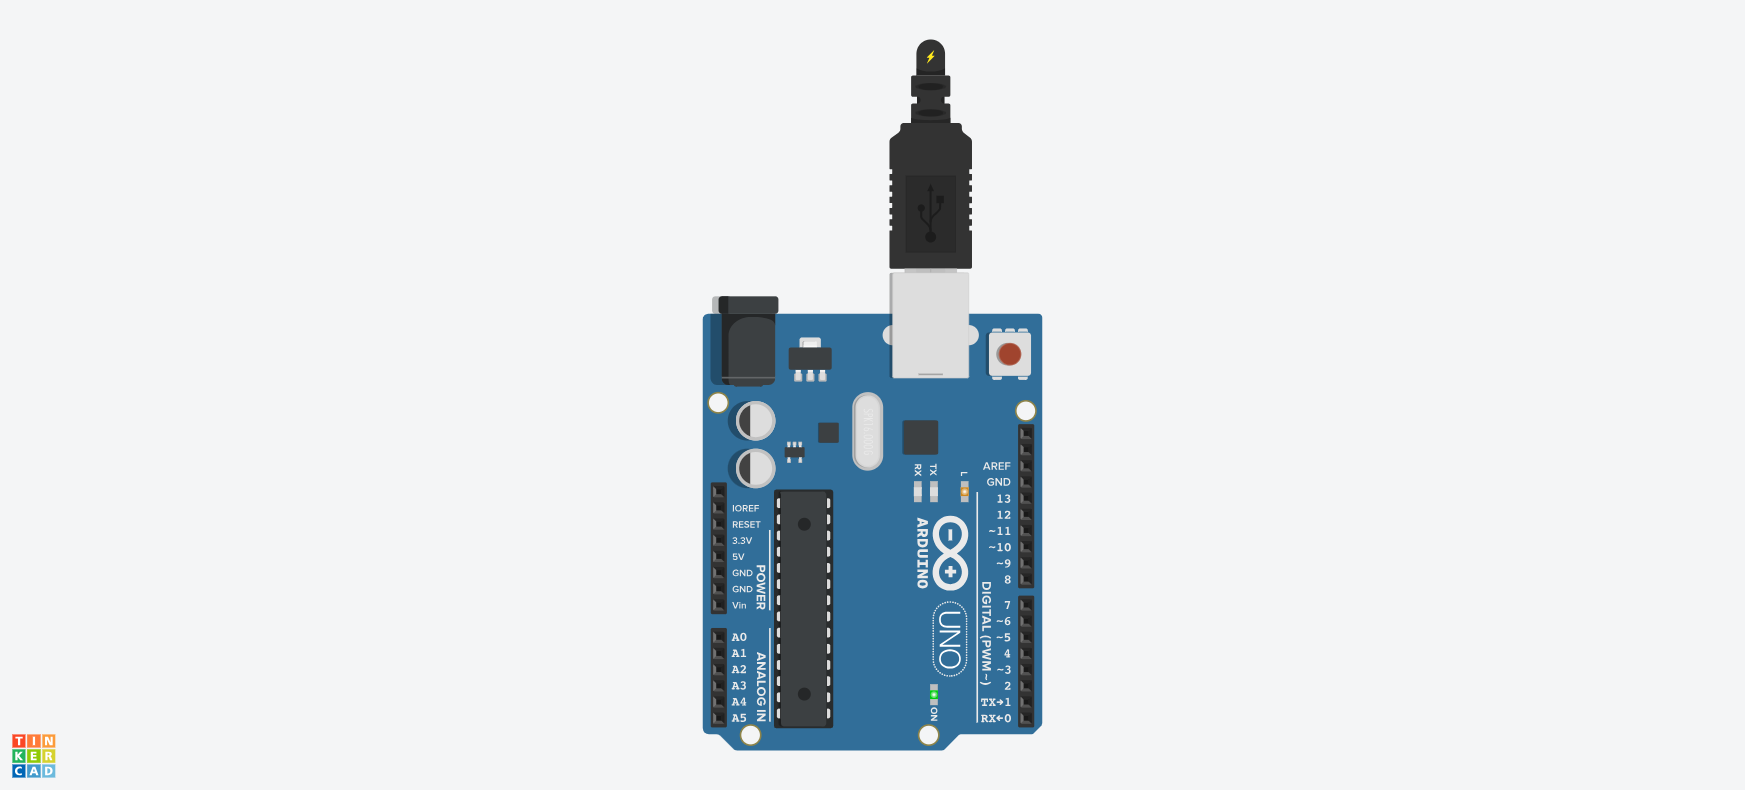 RX
TX
L
AREF
GND
13
12
~11
~10
~9
8
7
~6
~5
4
~3
2
TX→1
RX←0
DIGITAL (PWM~)
IOREF
RESET
3.3V
5V
GND
GND
Vin
POWER
A0
A1
A2
A3
A4
A5
ANALOG IN
ARDUINO
UNO
ON
TIN
KER
CAD